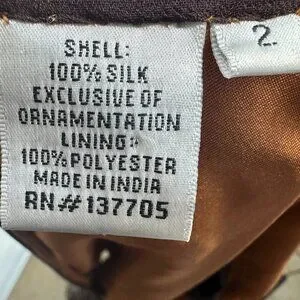 SHELL:
100% SILK
EXCLUSIVE OF
ORNAMENTATION
LINING:
100% POLYESTER
MADE IN INDIA
RN# 137705
2